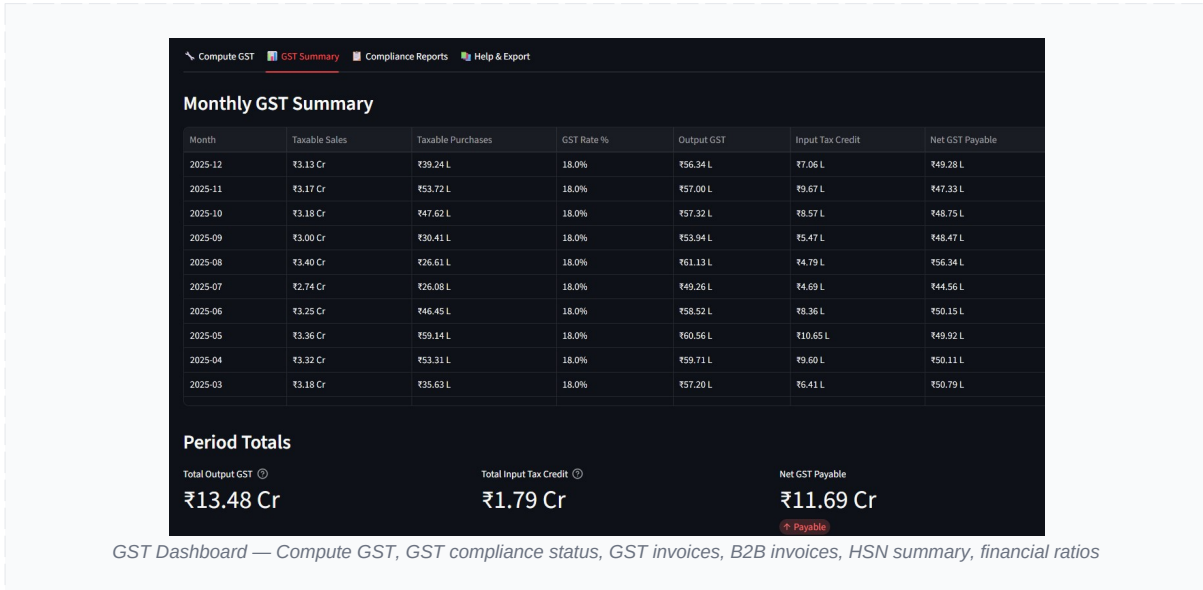 Compute GST GST Summary Compliance Reports Help & Export
Monthly GST Summary
Month Taxable Sales Taxable Purchases GST Rate % Output GST Input Tax Credit Net GST Payable
2025-12 ₹3.13 Cr ₹39.24 L 18.0% ₹56.34 L ₹7.06 L ₹49.28 L
2025-11 ₹3.17 Cr ₹53.72 L 18.0% ₹57.00 L ₹9.67 L ₹47.33 L
2025-10 ₹3.18 Cr ₹47.62 L 18.0% ₹57.32 L ₹8.57 L ₹48.75 L
2025-09 ₹3.00 Cr ₹30.41 L 18.0% ₹53.94 L ₹5.47 L ₹48.47 L
2025-08 ₹3.40 Cr ₹26.61 L 18.0% ₹61.13 L ₹4.79 L ₹56.34 L
2025-07 ₹2.74 Cr ₹26.08 L 18.0% ₹49.26 L ₹4.69 L ₹44.56 L
2025-06 ₹3.25 Cr ₹46.45 L 18.0% ₹58.52 L ₹8.36 L ₹50.15 L
2025-05 ₹3.36 Cr ₹59.14 L 18.0% ₹60.56 L ₹10.65 L ₹49.92 L
2025-04 ₹3.32 Cr ₹53.31 L 18.0% ₹59.71 L ₹9.60 L ₹50.11 L
2025-03 ₹3.18 Cr ₹35.63 L 18.0% ₹57.20 L ₹6.41 L ₹50.79 L
Period Totals
Total Output GST Total Input Tax Credit Net GST Payable
₹13.48 Cr ₹1.79 Cr ₹11.69 Cr
↑ Payable
GST Dashboard — Compute GST, GST compliance status, GST invoices, B2B invoices, HSN summary, financial ratios